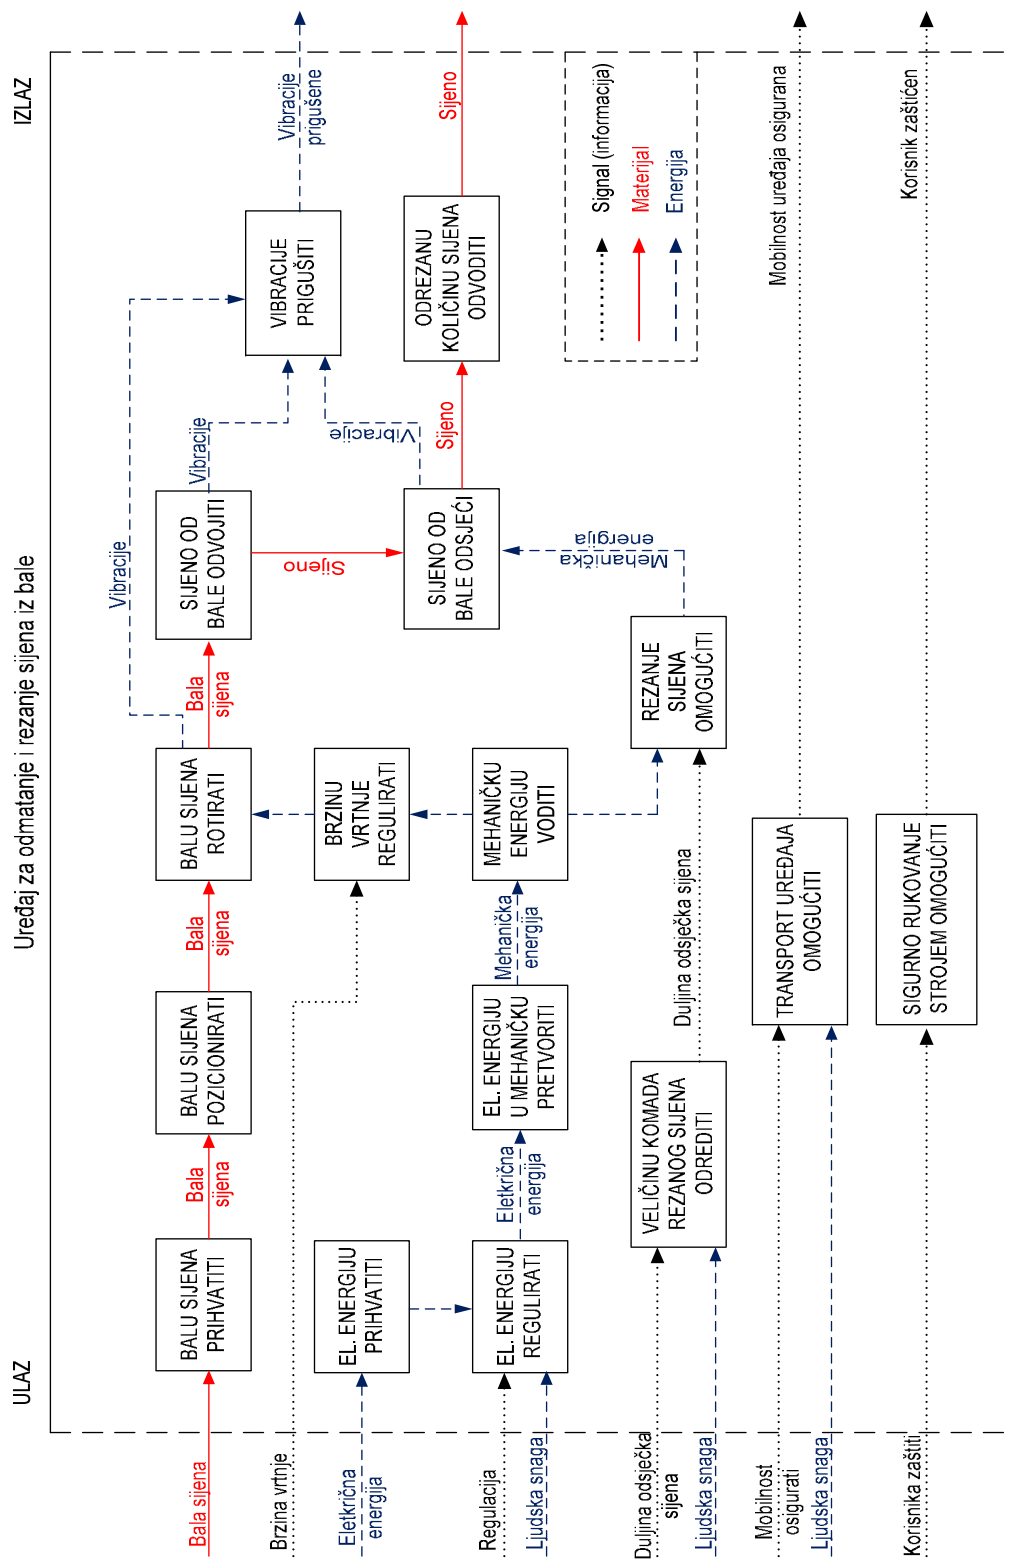 Uređaj za odmatanje i rezanje sijena iz bale
ULAZ
IZLAZ
Bala sijena
BALU SIJENA
PRIHVATITI
Bala
sijena
BALU SIJENA
POZICIONIRATI
Bala
sijena
BALU SIJENA
ROTIRATI
Bala
sijena
SIJENO OD
BALE ODVOJITI
Vibracije
Vibracije
VIBRACIJE
PRIGUŠITI
Vibracije
prigušene
Brzina vrtnje
BRZINU
VRTNJE
REGULIRATI
Sijeno
Vibracije
Eletkrična
energija
EL. ENERGIJU
PRIHVATITI
Regulacija
Ljudska snaga
EL. ENERGIJU
REGULIRATI
Eletkrična
energija
EL. ENERGIJU
U MEHANIČKU
PRETVORITI
Mehanička
energija
MEHANIČKU
ENERGIJU
VODITI
SIJENO OD
BALE ODSJEĆI
Sijeno
ODREZANU
KOLIČINU SIJENA
ODVODITI
Sijeno
Mehanička
energija
Duljina odsječka
sijena
Ljudska snaga
VELIČINU KOMADA
REZANOG SIJENA
ODREDITI
Duljina odsječka sijena
REZANJE
SIJENA
OMOGUĆITI
Signal (informacija)
Materijal
Energija
Mobilnost
osigurati
Ljudska snaga
TRANSPORT UREĐAJA
OMOGUĆITI
Mobilnost uređaja osigurana
Korisnika zaštiti
SIGURNO RUKOVANJE
STROJEM OMOGUĆITI
Korisnik zaštićen